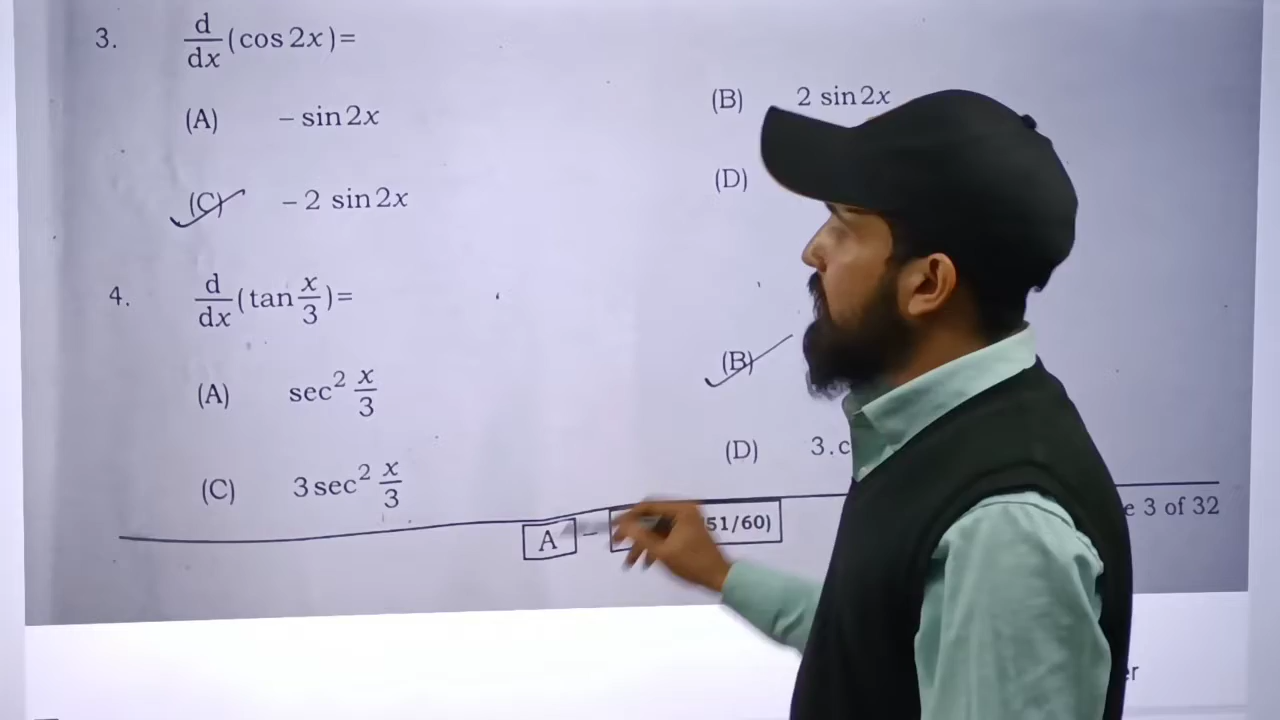 3. d/dx (cos 2x)=
(A) – sin 2x (B) 2 sin 2x
(C) – 2 sin 2x (D)
4. d/dx (tan x/3)=
(A) sec² x/3 (B)
(C) 3 sec² x/3 (D) 3.c
A – 51/60) 3 of 32